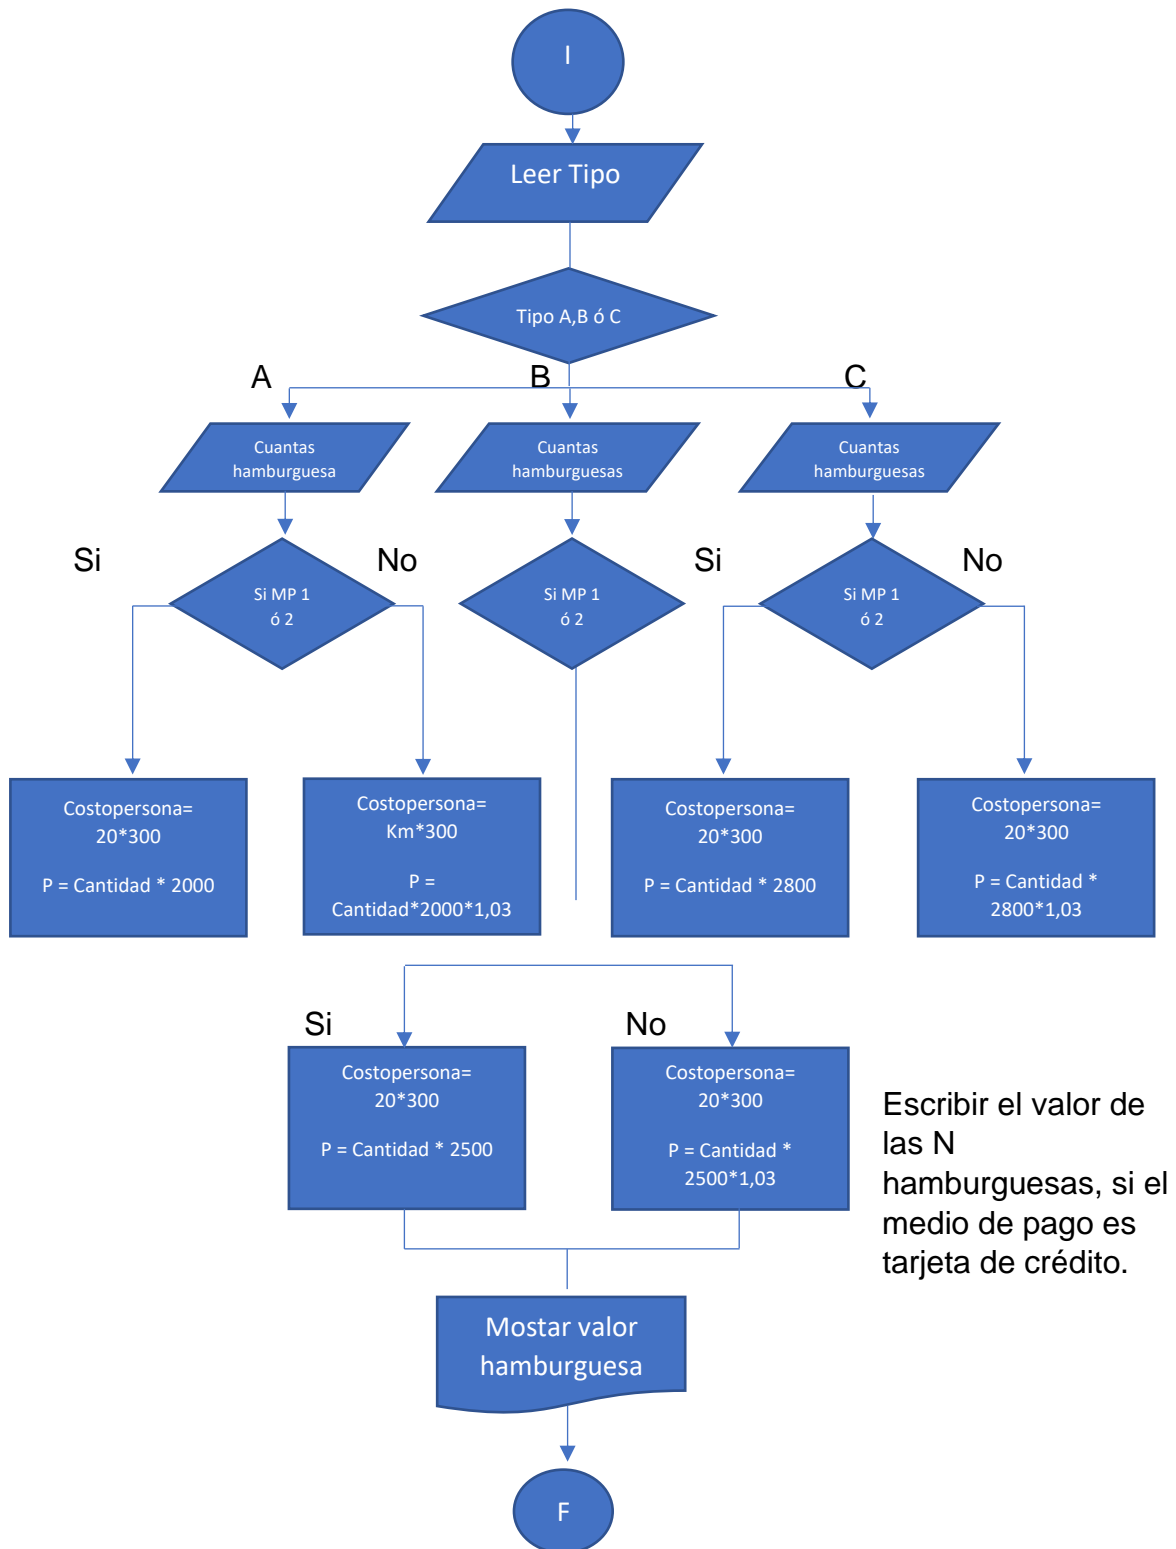 I
Leer Tipo
Tipo A,B ó C
A
B
C
Cuantas
hamburguesa
Cuantas
hamburguesas
Cuantas
hamburguesas
Si
No
Si
No
Si MP 1
ó 2
Si MP 1
ó 2
Si MP 1
ó 2
Costopersona=
20*300
P = Cantidad * 2000
Costopersona=
Km*300
P =
Cantidad*2000*1,03
Costopersona=
20*300
P = Cantidad * 2800
Costopersona=
20*300
P = Cantidad *
2800*1,03
Si
No
Costopersona=
20*300
P = Cantidad * 2500
Costopersona=
20*300
P = Cantidad *
2500*1,03
Escribir el valor de
las N
hamburguesas, si el
medio de pago es
tarjeta de crédito.
Mostar valor
hamburguesa
F